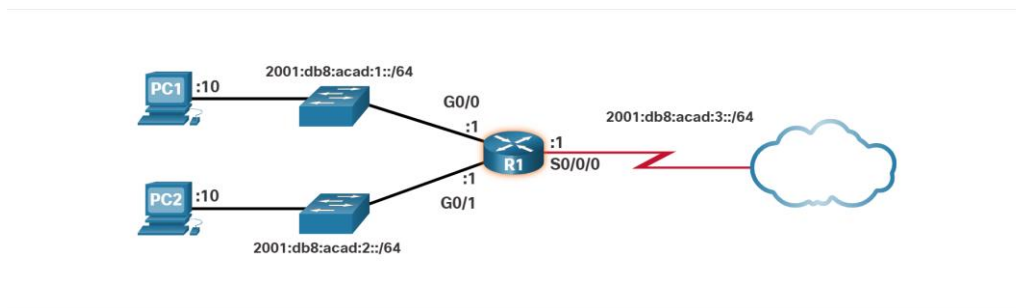 2001:db8:acad:1::/64
PC1 :10
G0/0
:1
2001:db8:acad:3::/64
R1
:1
S0/0/0
:1
G0/1
PC2 :10
2001:db8:acad:2::/64